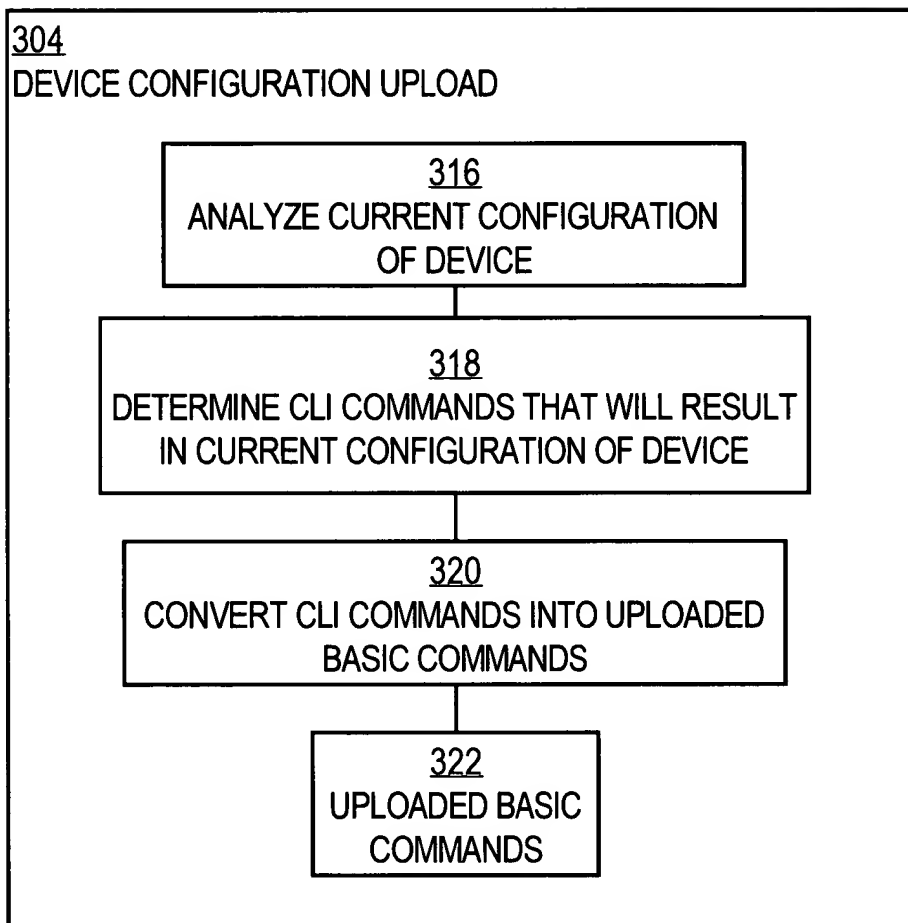 304
DEVICE CONFIGURATION UPLOAD
316
ANALYZE CURRENT CONFIGURATION
OF DEVICE
318
DETERMINE CLI COMMANDS THAT WILL RESULT
IN CURRENT CONFIGURATION OF DEVICE
320
CONVERT CLI COMMANDS INTO UPLOADED
BASIC COMMANDS
322
UPLOADED BASIC
COMMANDS